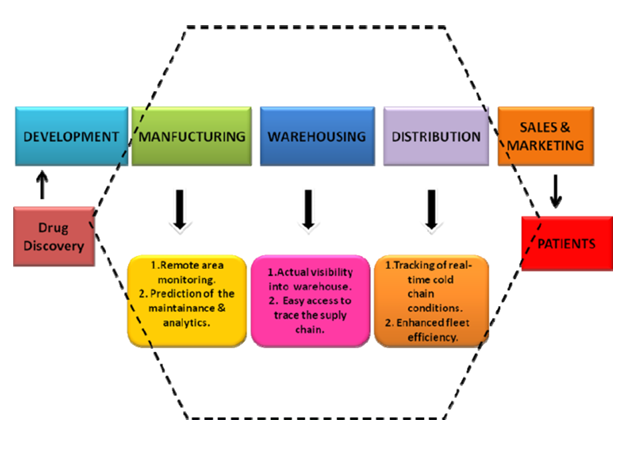 DEVELOPMENT
MANFUCTURING
WAREHOUSING
DISTRIBUTION
SALES &
MARKETING
Drug
Discovery
PATIENTS
1.Remote area
monitoring.
2. Prediction of the
maintainance &
analytics.
1.Actual visibility
into warehouse.
2. Easy access to
trace the suply
chain.
1.Tracking of real-
time cold
chain
conditions.
2. Enhanced fleet
efficiency.